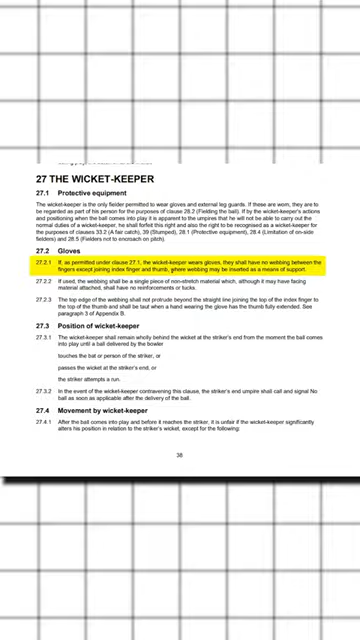 27 THE WICKET-KEEPER
27.1 Protective equipment
The wicket-keeper is the only fielder permitted to wear gloves and external leg guards. If these are worn, they are to
be regarded as part of his person for the purposes of clause 28.2 (Fielding the ball). If by the wicket-keeper's actions
and positioning when the ball comes into play it is apparent to the umpires that he will not be able to carry out the
normal duties of a wicket-keeper, he shall forfeit this right and also the right to be recognised as a wicket-keeper for
the purposes of clauses 33.2 (A fair catch), 39 (Stumped), 28.1 (Protective equipment), 28.4 (Limitation of on-side
fielders) and 28.5 (Fielders not to encroach on pitch).
27.2 Gloves
27.2.1 If, as permitted under clause 27.1, the wicket-keeper wears gloves, they shall have no webbing between the
fingers except joining index finger and thumb, where webbing may be inserted as a means of support.
27.2.2 If used, the webbing shall be a single piece of non-stretch material which, although it may have facing
material attached, shall have no reinforcements or tucks.
27.2.3 The top edge of the webbing shall not protrude beyond the straight line joining the top of the index finger to
the top of the thumb and shall be taut when a hand wearing the glove has the thumb fully extended. See
paragraph 3 of Appendix B.
27.3 Position of wicket-keeper
27.3.1 The wicket-keeper shall remain wholly behind the wicket at the striker's end from the moment the ball comes
into play until a ball delivered by the bowler
touches the bat or person of the striker, or
passes the wicket at the striker's end, or
the striker attempts a run.
27.3.2 In the event of the wicket-keeper contravening this clause, the striker's end umpire shall call and signal No
ball as soon as applicable after the delivery of the ball.
27.4 Movement by wicket-keeper
27.4.1 After the ball comes into play and before it reaches the striker, it is unfair if the wicket-keeper significantly
alters his position in relation to the striker's wicket, except for the following:
38